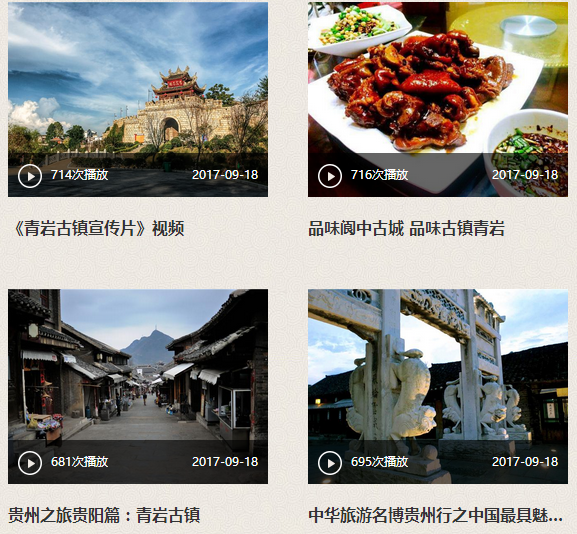 714次播放 2017-09-18
716次播放 2017-09-18
《青岩古镇宣传片》视频
品味阆中古城 品味古镇青岩
681次播放 2017-09-18
695次播放 2017-09-18
贵州之旅贵阳篇：青岩古镇
中华旅游名博贵州行之中国最具魅...